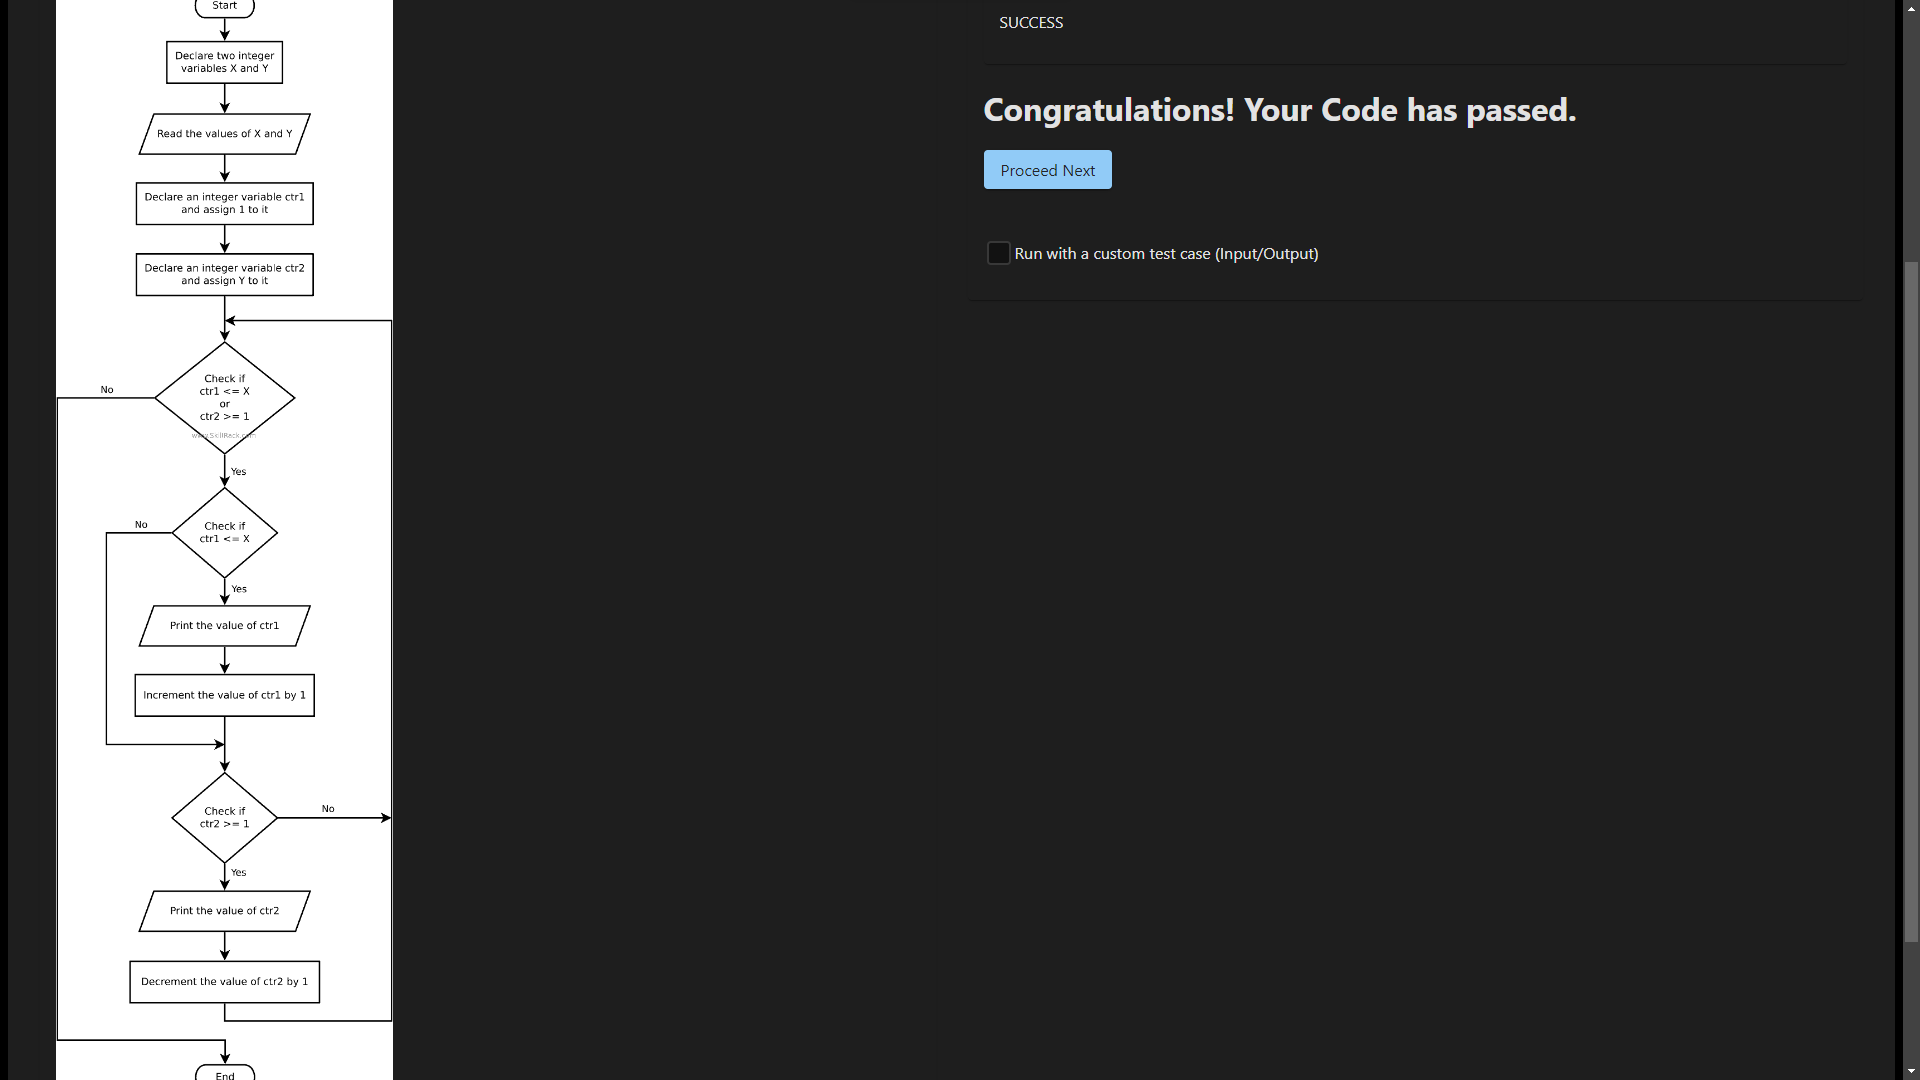 Start
Declare two integer
variables X and Y
Read the values of X and Y
Declare an integer variable ctr1
and assign 1 to it
Declare an integer variable ctr2
and assign Y to it
Check if
ctr1 <= X
or
ctr2 >= 1
www.SkillRack.com
No
Yes
Check if
ctr1 <= X
No
Yes
Print the value of ctr1
Increment the value of ctr1 by 1
Check if
ctr2 >= 1
No
Yes
Print the value of ctr2
Decrement the value of ctr2 by 1
End
SUCCESS
Congratulations! Your Code has passed.
Proceed Next
Run with a custom test case (Input/Output)